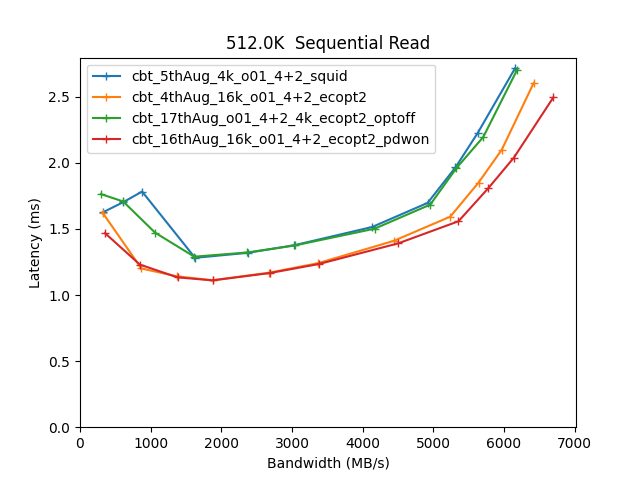 512.0K  Sequential Read
cbt_5thAug_4k_o01_4+2_squid
cbt_4thAug_16k_o01_4+2_ecopt2
cbt_17thAug_o01_4+2_4k_ecopt2_optoff
cbt_16thAug_16k_o01_4+2_ecopt2_pdwon
2.5
2.0
1.5
1.0
0.5
0.0
Latency (ms)
0 1000 2000 3000 4000 5000 6000 7000
Bandwidth (MB/s)